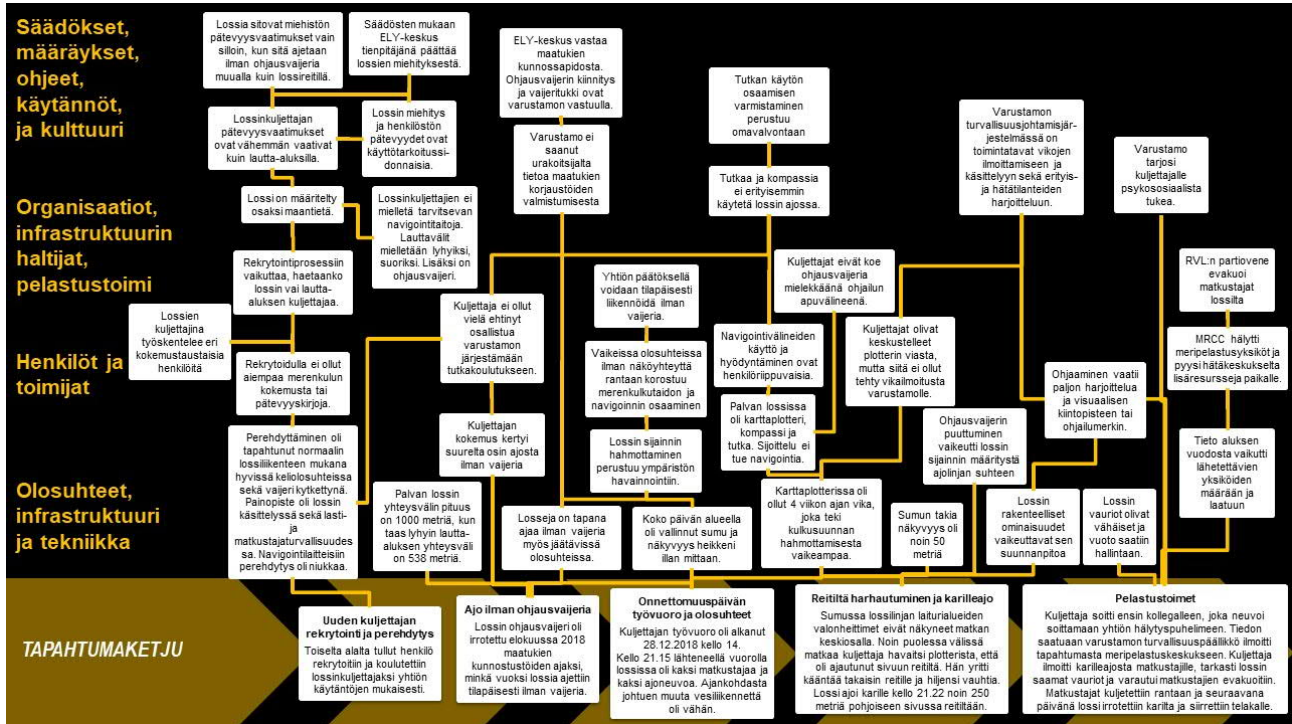 Säädökset,
määräykset,
ohjeet,
käytännöt,
ja kulttuuri
Lossia sitovat miehistön
pätevyysvaatimukset vain
silloin, kun sitä ajetaan
ilman ohjausvaijeria
muualla kuin lossireitillä.
Säädösten mukaan
ELY-keskus
tienpitäjänä päättää
lossien miehityksestä.
ELY-keskus vastaa
maatukien
kunnossapidosta.
Ohjausvaijerin kiinnitys
ja vaijeritukki ovat
varustamon vastuulla.
Tutkan käytön
osaamisen
varmistaminen
perustuu
omavalvontaan
Lossinkuljettajan
pätevyysvaatimukset
ovat vähemmän vaativat
kuin lautta-aluksilla.
Lossin miehitys
ja henkilöstön
pätevyydet ovat
käyttötarkoitussi-
donnaisia.
Varustamo ei
saanut
urakoitsijalta
tietoa maatukien
korjaustöiden
valmistumisesta
Varustamon
turvallisuusjohtamisjär-
jestelmässä on
toimintatavat vikojen
ilmoittamiseen ja
käsittelyyn sekä erityis-
ja hätätilanteiden
harjoitteluun.
Varustamo
tarjosi
kuljettajalle
psykososiaalista
tukea.
Organisaatiot,
infrastruktuurin
haltijat,
pelastustoimi
Lossi on määritelty
osaksi maantietä.
Lossinkuljettajien ei
mielletä tarvitsevan
navigointitaitoja.
Lauttavälit
mielletään lyhyiksi,
suoriksi. Lisäksi on
ohjausvaijeri.
Tutkaa ja kompassia
ei erityisemmin
käytetä lossin ajossa.
Rekrytointiprosessiin
vaikuttaa, haetaanko
lossin vai lautta-
aluksen kuljettajaa.
Yhtiön päätöksellä
voidaan tilapäisesti
liikennöidä ilman
vaijeria.
Kuljettajat eivät koe
ohjausvaijeria
mielekkäänä ohjailun
apuvälineenä.
RVL:n partiovene
evakuoi
matkustajat
lossilta
Henkilöt ja
toimijat
Lossien
kuljettajina
työskentelee eri
kokemustaustaisia
henkilöitä
Kuljettaja ei ollut
vielä ehtinyt
osallistua
varustamon
järjestämään
tutkakoulutukseen.
Rekrytoidulla ei ollut
aiempaa merenkulun
kokemusta tai
pätevyyskirjoja.
Vaikeissa olosuhteissa
ilman näköyhteyttä
rantaan korostuu
merenkulkutaidon ja
navigoinnin osaaminen
Navigointivälineiden
käyttö ja
hyödyntäminen ovat
henkilöriippuvaisia.
Kuljettajat olivat
keskustelleet
plotterin viasta,
mutta siitä ei ollut
tehty vikailmoitusta
varustamolle.
Ohjaaminen vaatii
paljon harjoittelua
ja visuaalisen
kiintopisteen tai
ohjailumerkin.
MRCC hälytti
meripelastusyksiköt ja
pyysi hätäkeskukselta
lisäresursseja paikalle.
Kuljettajan
kokemus kertyi
suurelta osin ajosta
ilman vaijeria
Palvan lossissa
oli karttaplotteri,
kompassi ja
tutka. Sijoittelu ei
tue navigointia.
Ohjausvaijerin
puuttuminen
vaikeutti lossin
sijainnin määritystä
ajolinjan suhteen
Olosuhteet,
infrastruktuuri
ja tekniikka
Perehdyttäminen oli
tapahtunut normaalin
lossiliikenteen mukana
hyvissä keliolosuhteissa
sekä vaijeri kytkettynä.
Painopiste oli lossin
käsittelyssä sekä lasti-
ja
matkustajaturvallisuudes
sa. Navigointilaitteisiin
perehdytys oli niukkaa.
Lossin sijainnin
hahmottaminen
perustuu ympäristön
havainnointiin.
Tieto aluksen
vuodosta vaikutti
lähetettävien
yksiköiden
määrään ja
laatuun
Palvan lossin
yhteysvälin pituus
on 1000 metriä, kun
taas lyhyin lautta-
aluksen yhteysväli
on 538 metriä.
Losseja on tapana
ajaa ilman vaijeria
myös jäätävissä
olosuhteissa.
Koko päivän alueella
oli vallinnut sumu ja
näkyvyys heikkeni
illan mittaan.
Karttaplotterissa oli
ollut 4 viikon ajan vika,
joka teki
kulkusuunnan
hahmottamisesta
vaikeampaa.
Sumun takia
näkyvyys oli
noin 50
metriä
Lossin
rakenteelliset
ominaisuudet
vaikeuttavat sen
suunnanpitoa
Lossin
vauriot olivat
vähäiset ja
vuoto saatiin
hallintaan.
TAPAHTUMAKETJU
Uuden kuljettajan
rekrytointi ja perehdytys
Toiselta alalta tullut henkilö
rekrytoitiin ja koulutettiin
lossinkuljettajaksi yhtiön
käytäntöjen mukaisesti.
Ajo ilman ohjausvaijeria
Lossin ohjausvaijeri oli
irrotettu elokuussa 2018
maatukien
kunnostustöiden ajaksi,
minkä vuoksi lossia ajettiin
tilapäisesti ilman vaijeria.
Onnettomuuspäivän
työvuoro ja olosuhteet
Kuljettajan työvuoro oli alkanut
28.12.2018 kello 14.
Kello 21.15 lähteneellä vuorolla
lossissa oli kaksi matkustajaa ja
kaksi ajoneuvoa. Ajankohdasta
johtuen muuta vesiliikennettä
oli vähän.
Reitiltä harhautuminen ja karilleajo
Sumussa lossilinjan laiturialueiden
valonheittimet eivät näkyneet matkan
keskiosalla. Noin puolessa välissä
matkaa kuljettaja havaitsi plotterista, että
oli ajautunut sivuun reitiltä. Hän yritti
kääntää takaisin reitille ja hiljensi vauhtia.
Lossi ajoi karille kello 21.22 noin 250
metriä pohjoiseen sivussa reitiltään.
Pelastustoimet
Kuljettaja soitti ensin kollegalleen, joka neuvoi
soittamaan yhtiön hälytyspuhelimeen. Tiedon
saatuaan varustamon turvallisuuspäällikkö ilmoitti
tapahtumasta meripelastuskeskukseen. Kuljettaja
ilmoitti karilleajosta matkustajille, tarkasti lossin
saamat vauriot ja varautui matkustajien evakuoitiin.
Matkustajat kuljetettiin rantaan ja seuraavana
päivänä lossi irrotettiin karilta ja siirrettiin telakalle.